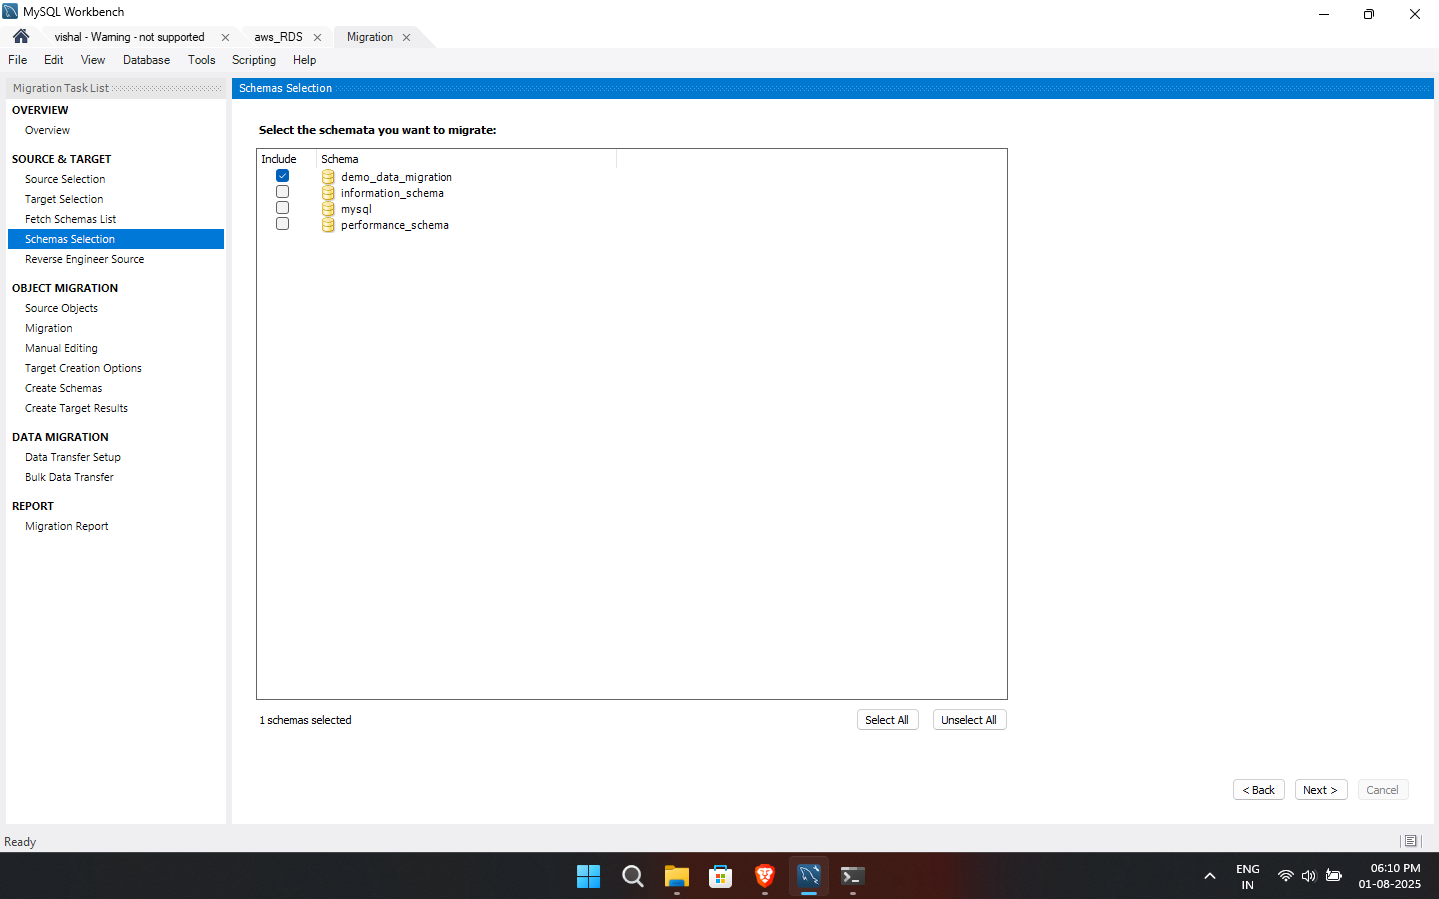 MySQL Workbench
vishal - Warning - not supported
aws_RDS
Migration
File Edit View Database Tools Scripting Help
Migration Task List
OVERVIEW
Overview
SOURCE & TARGET
Source Selection
Target Selection
Fetch Schemas List
Schemas Selection
Reverse Engineer Source
OBJECT MIGRATION
Source Objects
Migration
Manual Editing
Target Creation Options
Create Schemas
Create Target Results
DATA MIGRATION
Data Transfer Setup
Bulk Data Transfer
REPORT
Migration Report
Schemas Selection
Select the schemata you want to migrate:
Include Schema
demo_data_migration
information_schema
mysql
performance_schema
1 schemas selected
Select All
Unselect All
< Back
Next >
Cancel
Ready
ENG
IN
06:10 PM
01-08-2025